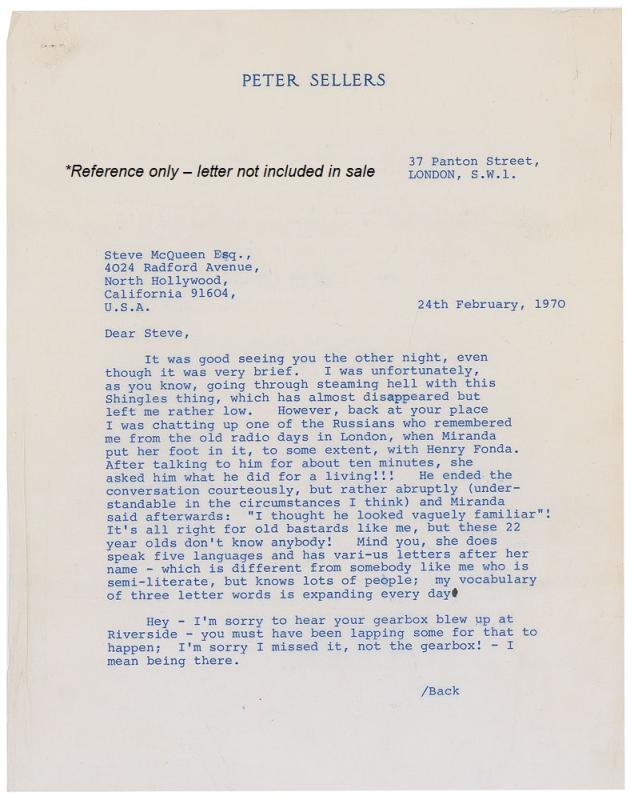 PETER SELLERS
*Reference only – letter not included in sale
37 Panton Street,
LONDON, S.W.1.
Steve McQueen Esq.,
4024 Radford Avenue,
North Hollywood,
California 91604,
U.S.A.
24th February, 1970
Dear Steve,
It was good seeing you the other night, even
though it was very brief. I was unfortunately,
as you know, going through steaming hell with this
Shingles thing, which has almost disappeared but
left me rather low. However, back at your place
I was chatting up one of the Russians who remembered
me from the old radio days in London, when Miranda
put her foot in it, to some extent, with Henry Fonda.
After talking to him for about ten minutes, she
asked him what he did for a living!!! He ended the
conversation courteously, but rather abruptly (under-
standable in the circumstances I think) and Miranda
said afterwards: "I thought he looked vaguely familiar"!
It's all right for old bastards like me, but these 22
year olds don't know anybody! Mind you, she does
speak five languages and has vari-us letters after her
name - which is different from somebody like me who is
semi-literate, but knows lots of people; my vocabulary
of three letter words is expanding every day.
Hey - I'm sorry to hear your gearbox blew up at
Riverside - you must have been lapping some for that to
happen; I'm sorry I missed it, not the gearbox! - I
mean being there.
/Back